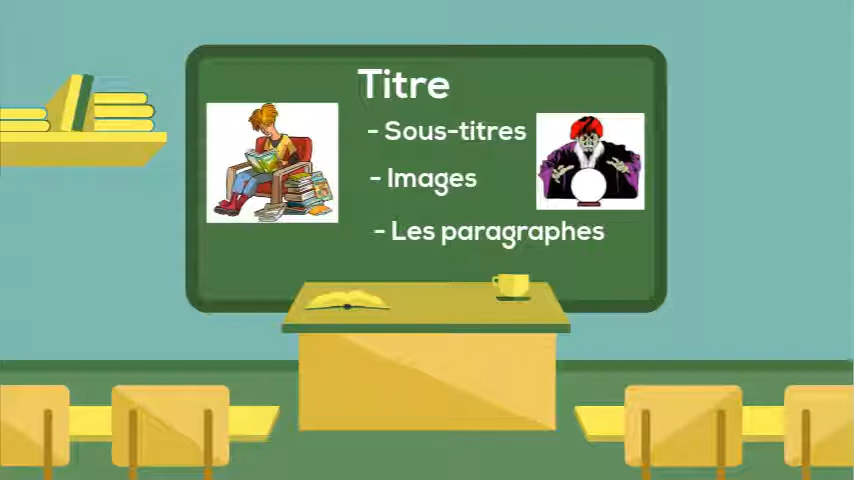 Titre
- Sous-titres
- Images
- Les paragraphes